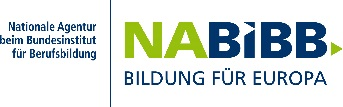 Nationale Agentur
beim Bundesinstitut
für Berufsbildung
NABiBB
BILDUNG FÜR EUROPA